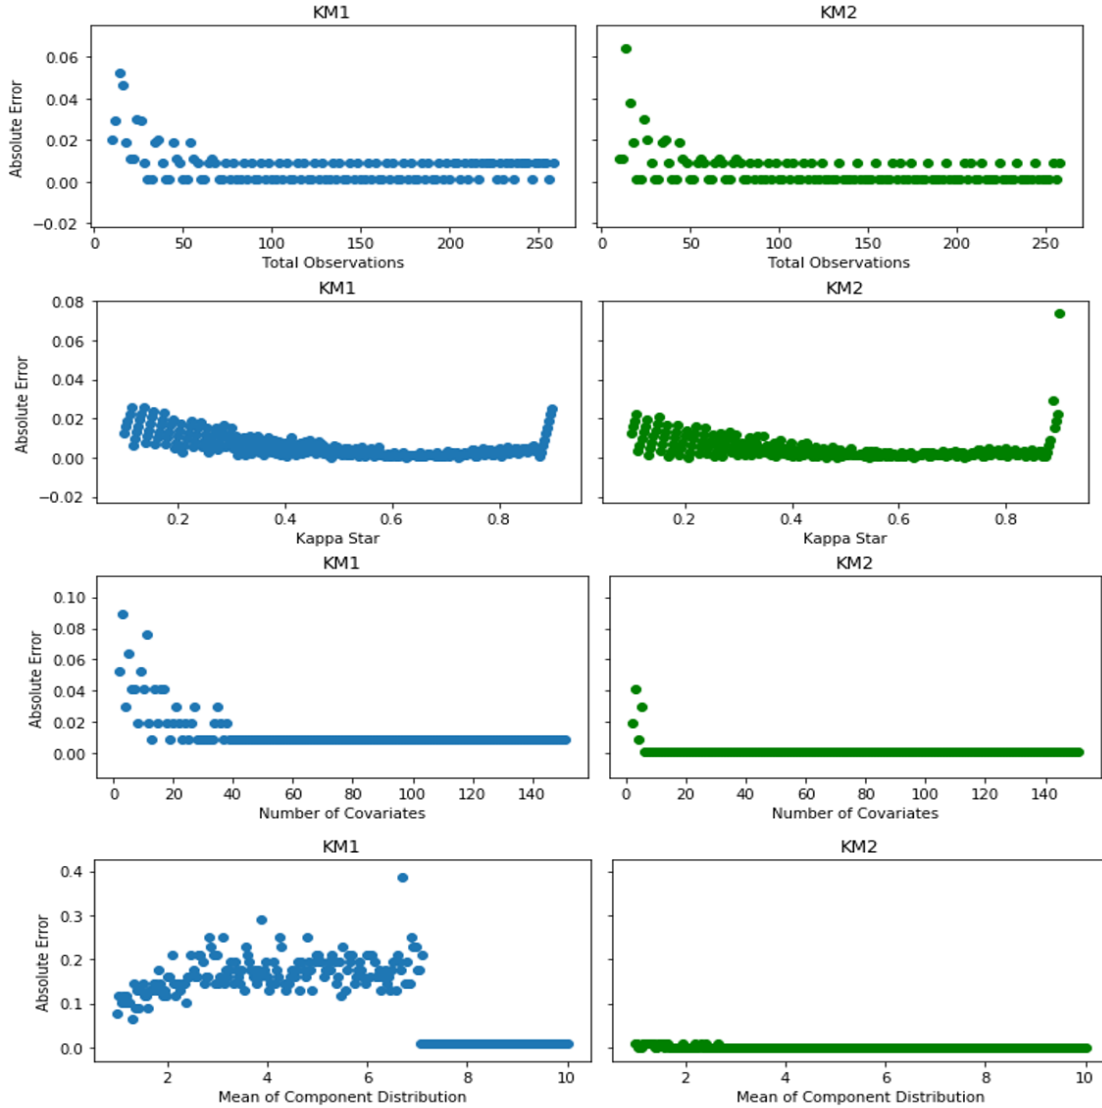 KM1 KM2
0.06
0.04
0.02
0.00
−0.02
Absolute Error
0 50 100 150 200 250 0 50 100 150 200 250
Total Observations Total Observations
KM1 KM2
0.08
0.06
0.04
0.02
0.00
−0.02
Absolute Error
0.2 0.4 0.6 0.8 0.2 0.4 0.6 0.8
Kappa Star Kappa Star
KM1 KM2
0.10
0.08
0.06
0.04
0.02
0.00
Absolute Error
0 20 40 60 80 100 120 140 0 20 40 60 80 100 120 140
Number of Covariates Number of Covariates
KM1 KM2
0.4
0.3
0.2
0.1
0.0
Absolute Error
2 4 6 8 10 2 4 6 8 10
Mean of Component Distribution Mean of Component Distribution